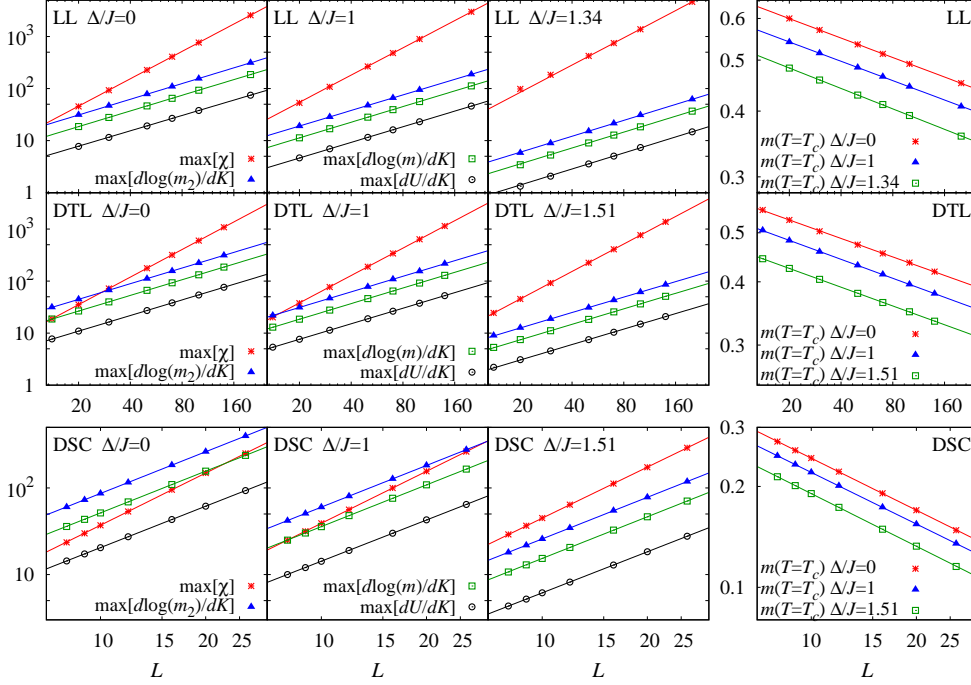 LL Δ/J=0
LL Δ/J=1
LL Δ/J=1.34
LL
10³
10²
10
1
max[χ]
max[dlog(m₂)/dK]
max[dlog(m)/dK]
max[dU/dK]
0.6
0.5
0.4
0.3
m(T=T_c) Δ/J=0
m(T=T_c) Δ/J=1
m(T=T_c) Δ/J=1.34
DTL Δ/J=0
DTL Δ/J=1
DTL Δ/J=1.51
DTL
10³
10²
10
1
max[χ]
max[dlog(m₂)/dK]
max[dlog(m)/dK]
max[dU/dK]
0.5
0.4
0.3
m(T=T_c) Δ/J=0
m(T=T_c) Δ/J=1
m(T=T_c) Δ/J=1.51
20 40 80 160
20 40 80 160
20 40 80 160
20 40 80 160
DSC Δ/J=0
DSC Δ/J=1
DSC Δ/J=1.51
DSC
10²
10
max[χ]
max[dlog(m₂)/dK]
max[dlog(m)/dK]
max[dU/dK]
0.3
0.2
0.1
m(T=T_c) Δ/J=0
m(T=T_c) Δ/J=1
m(T=T_c) Δ/J=1.51
10 15 20 25
10 15 20 25
10 15 20 25
10 15 20 25
L L L L